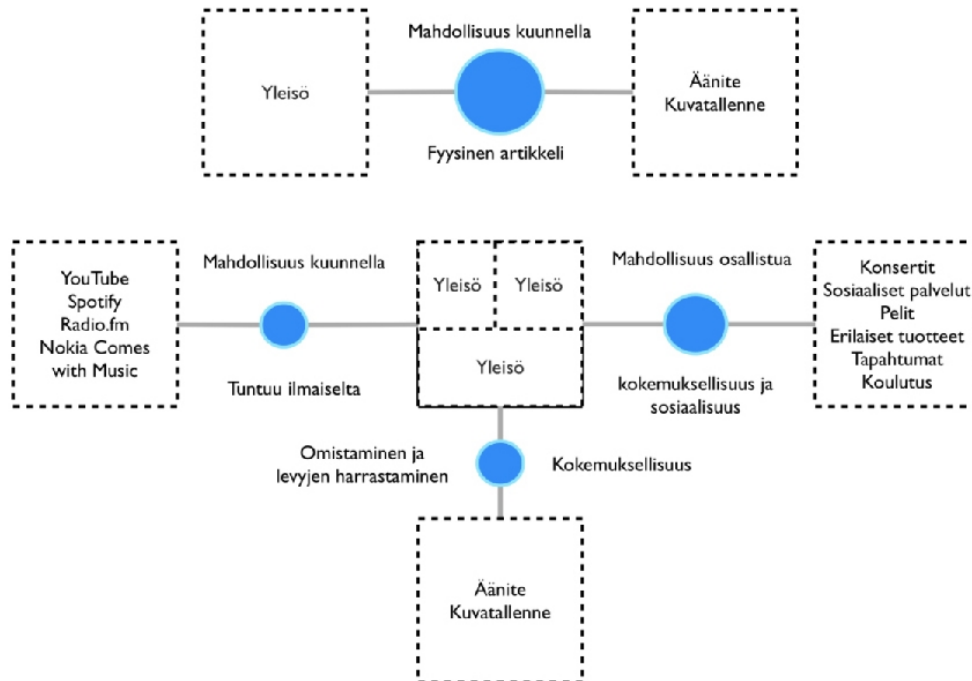 Mahdollisuus kuunnella
Yleisö
Äänite
Kuvatallenne
Fyysinen artikkeli
YouTube
Spotify
Radio.fm
Nokia Comes
with Music
Mahdollisuus kuunnella
Tuntuu ilmaiselta
Yleisö
Yleisö
Yleisö
Mahdollisuus osallistua
kokemuksellisuus ja
sosiaalisuus
Konsertit
Sosiaaliset palvelut
Pelit
Erilaiset tuotteet
Tapahtumat
Koulutus
Omistaminen ja
levyjen harrastaminen
Kokemuksellisuus
Äänite
Kuvatallenne